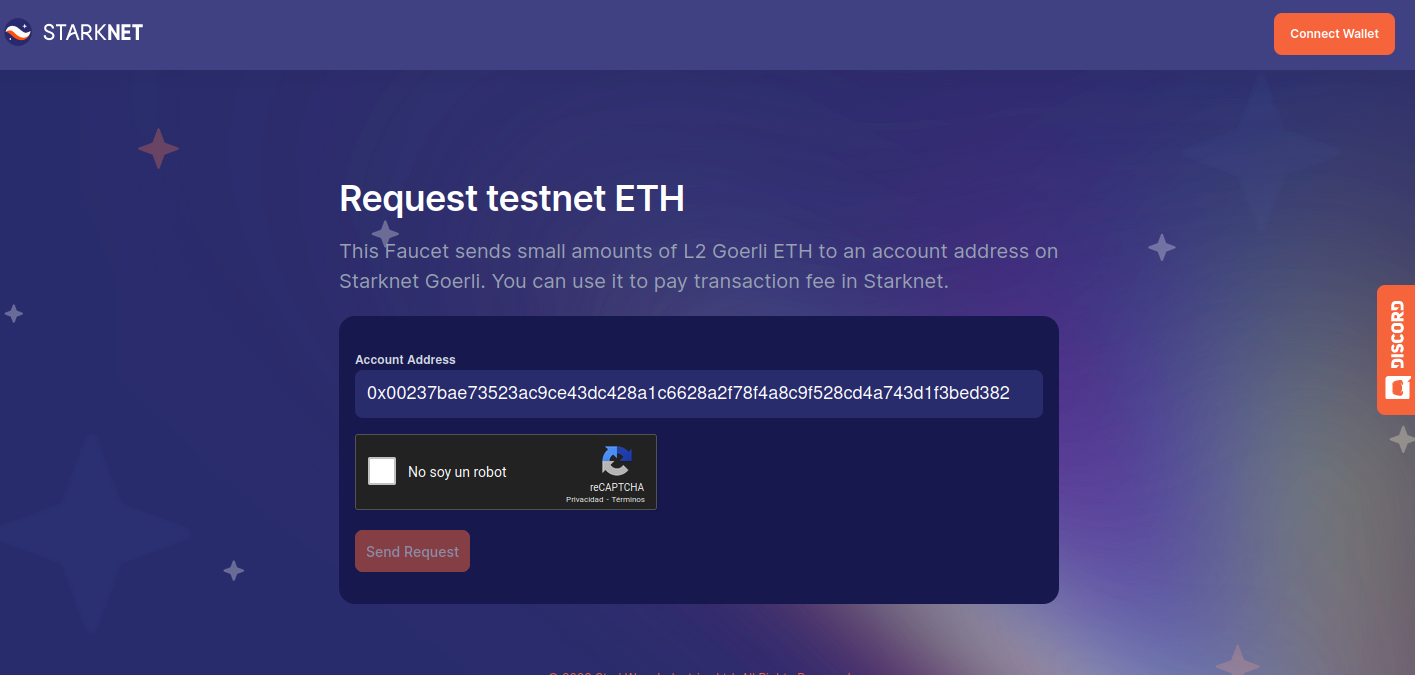 STARKNET
Connect Wallet
Request testnet ETH
This Faucet sends small amounts of L2 Goerli ETH to an account address on
Starknet Goerli. You can use it to pay transaction fee in Starknet.
DISCORD
Account Address
0x00237bae73523ac9ce43dc428a1c6628a2f78f4a8c9f528cd4a743d1f3bed382
No soy un robot
reCAPTCHA
Privacidad - Términos
Send Request